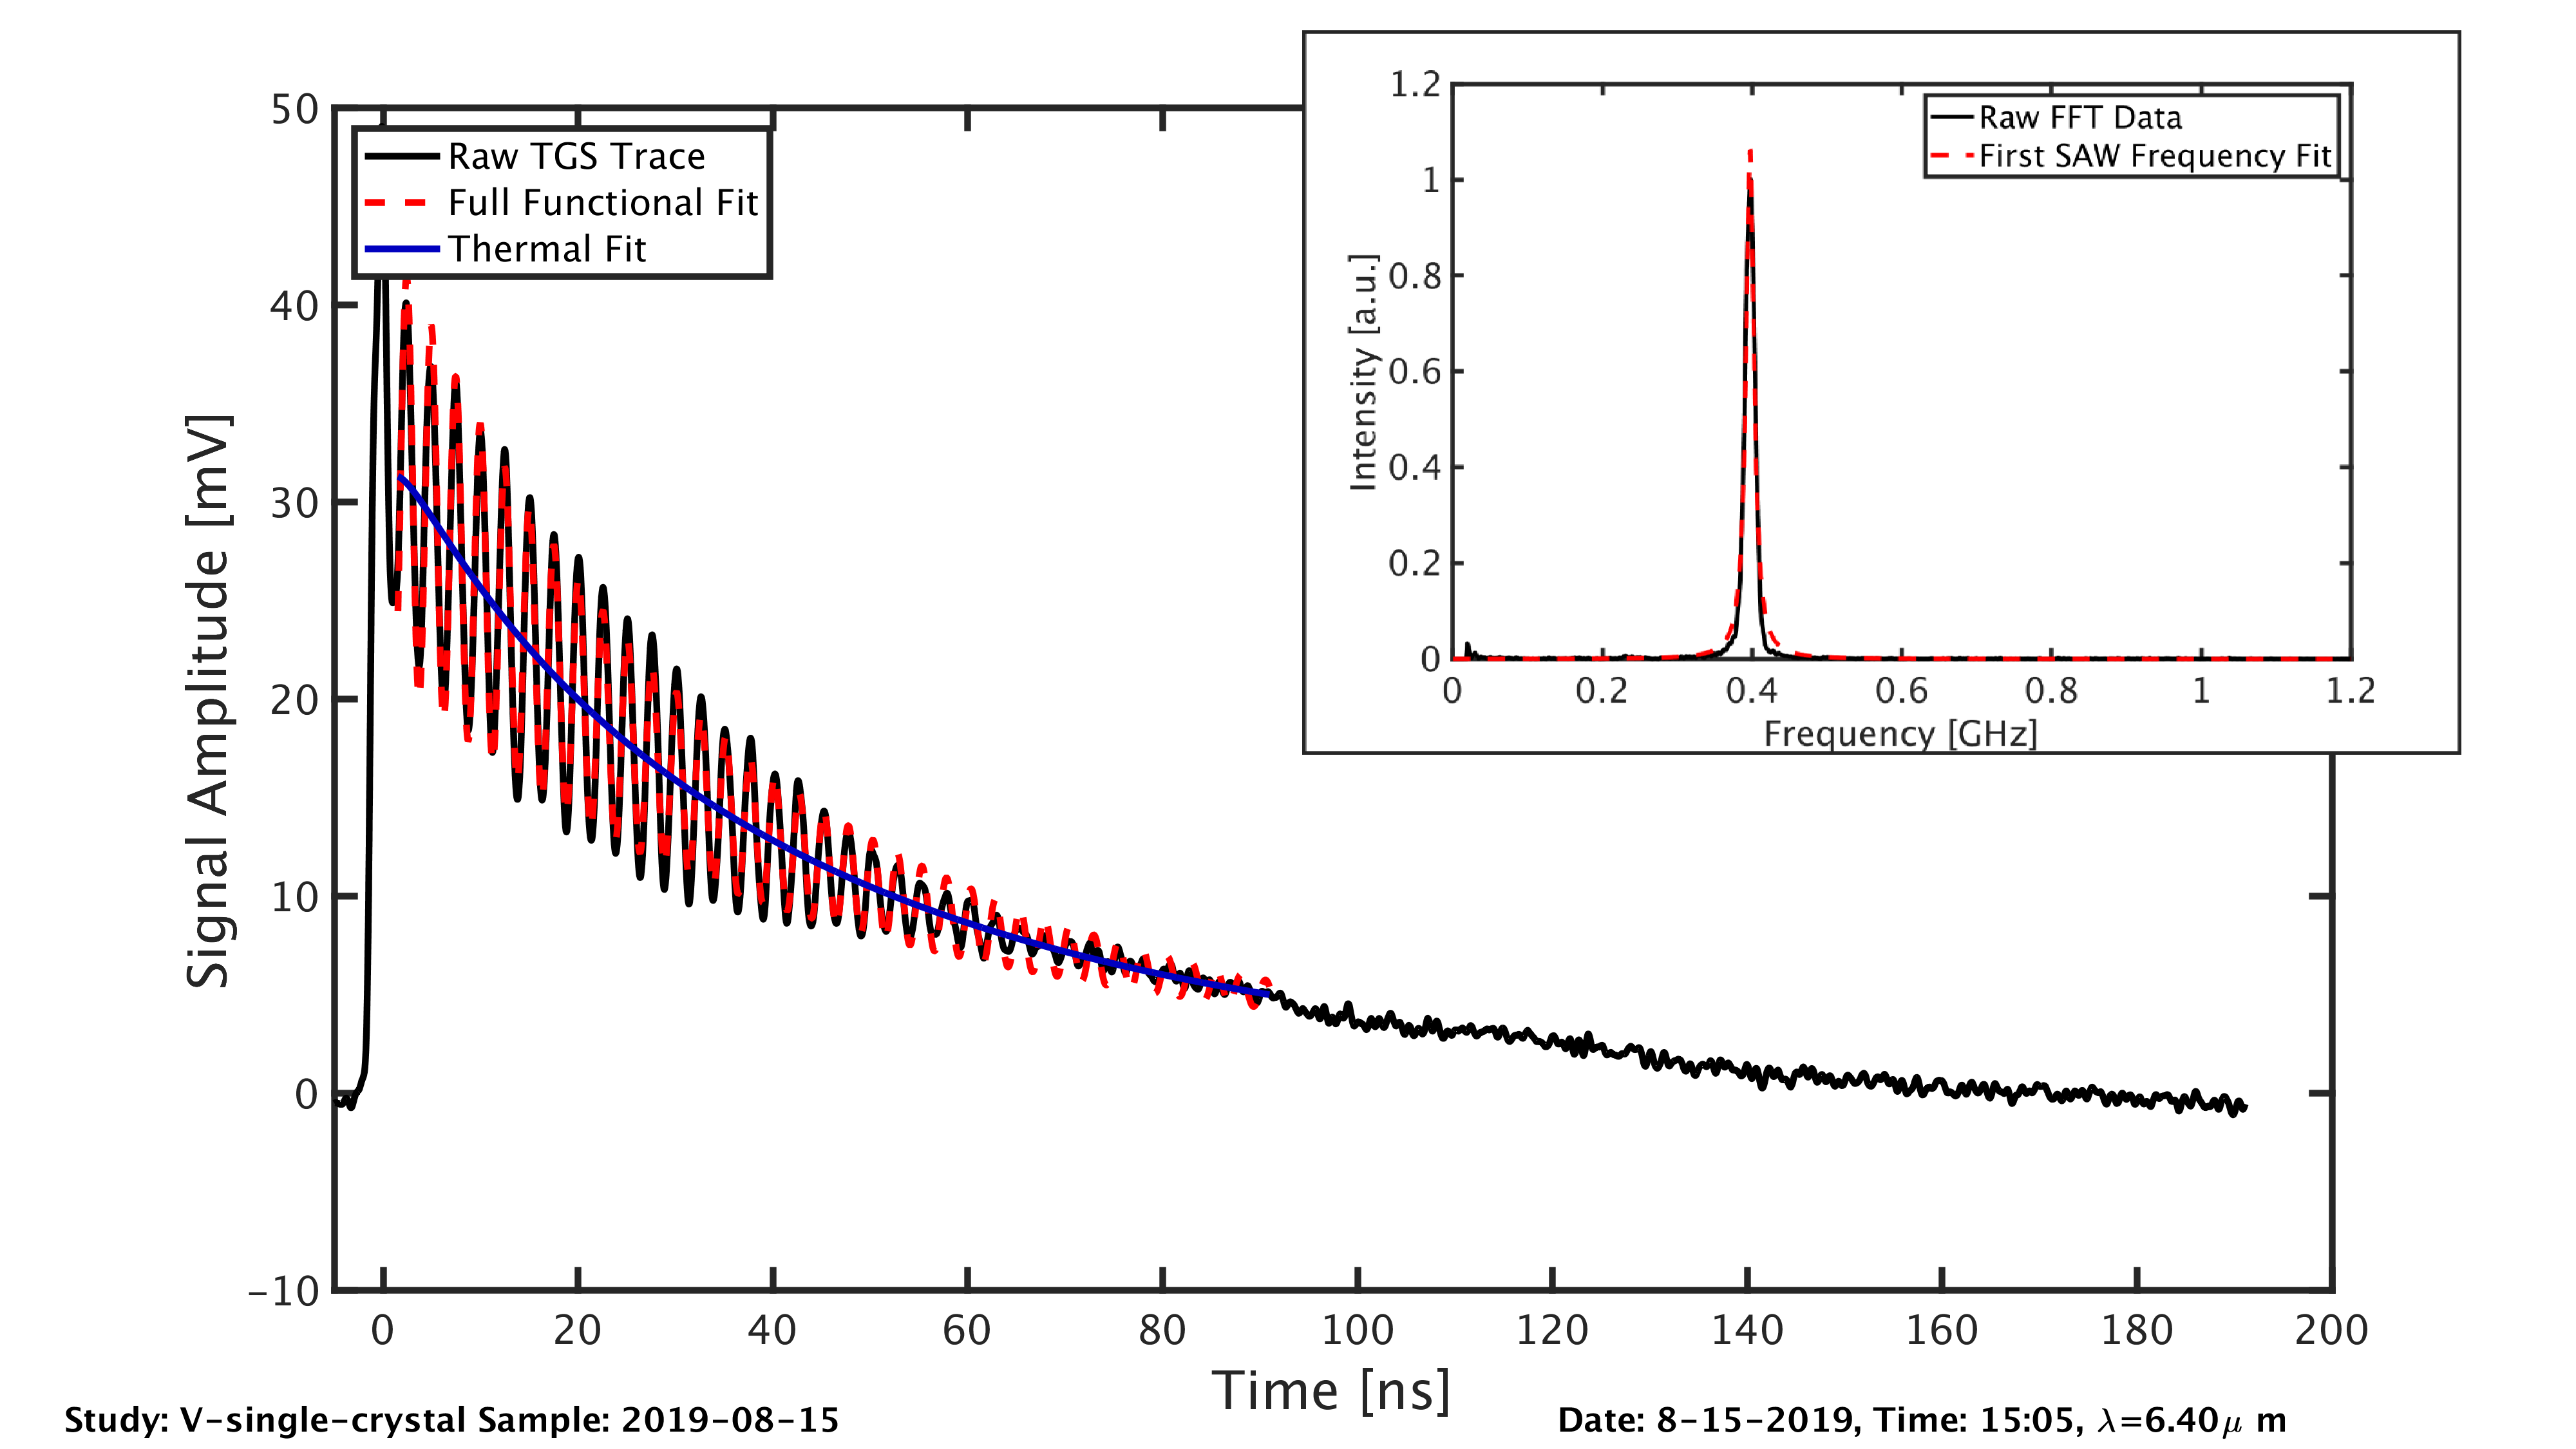 50
40
30
20
10
0
-10
Signal Amplitude [mV]
Raw TGS Trace
Full Functional Fit
Thermal Fit
1.2
1
0.8
0.6
0.4
0.2
0
Intensity [a.u.]
Raw FFT Data
First SAW Frequency Fit
0 0.2 0.4 0.6 0.8 1 1.2
Frequency [GHz]
0 20 40 60 80 100 120 140 160 180 200
Time [ns]
Study: V-single-crystal Sample: 2019-08-15
Date: 8-15-2019, Time: 15:05, λ=6.40μ m